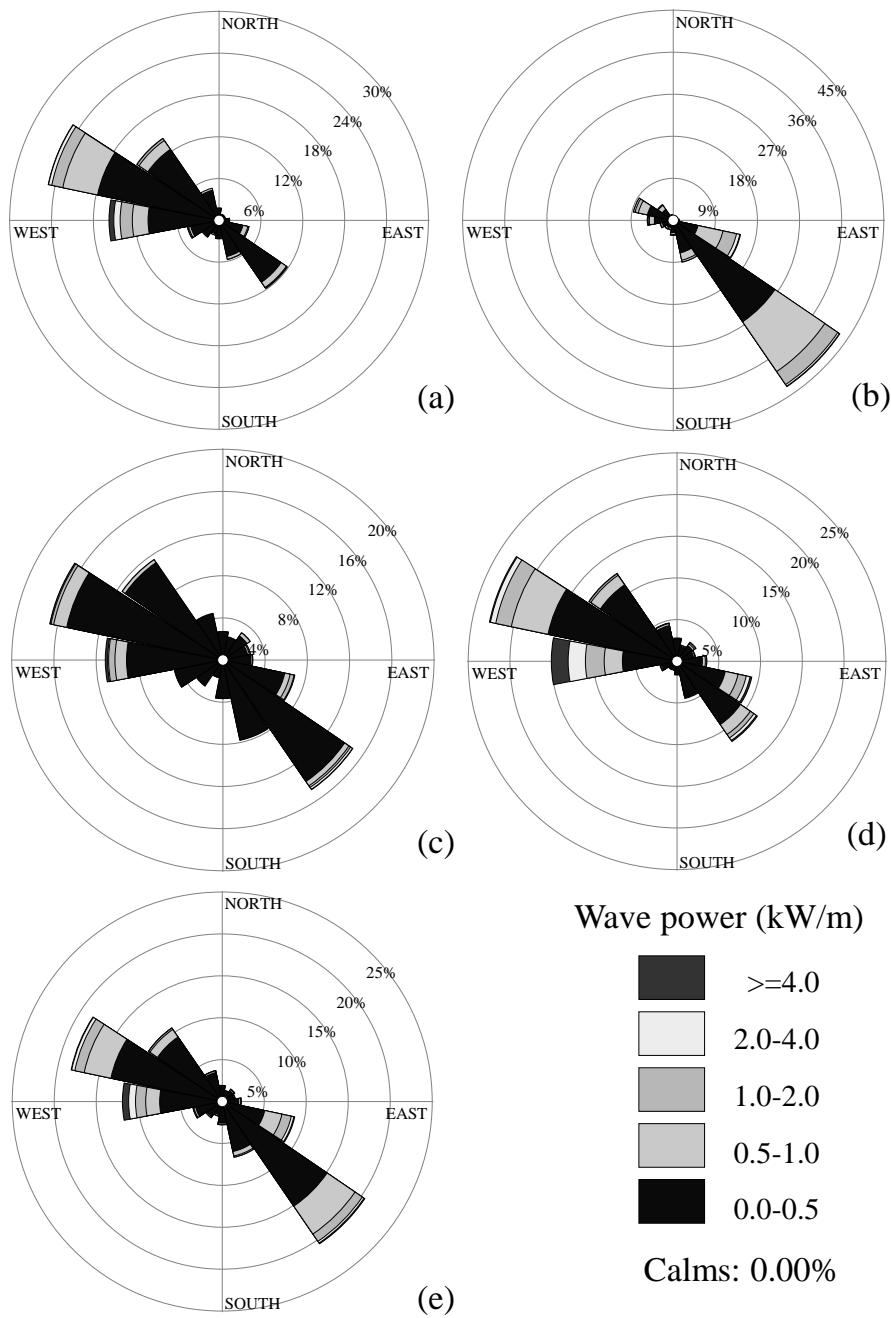 NORTH
30%
24%
18%
12%
6%
WEST
EAST
SOUTH
(a)
NORTH
45%
36%
27%
18%
9%
WEST
EAST
SOUTH
(b)
NORTH
20%
16%
12%
8%
4%
WEST
EAST
SOUTH
(c)
NORTH
25%
20%
15%
10%
5%
WEST
EAST
SOUTH
(d)
NORTH
25%
20%
15%
10%
5%
WEST
EAST
SOUTH
(e)
Wave power (kW/m)
>=4.0
2.0-4.0
1.0-2.0
0.5-1.0
0.0-0.5
Calms: 0.00%